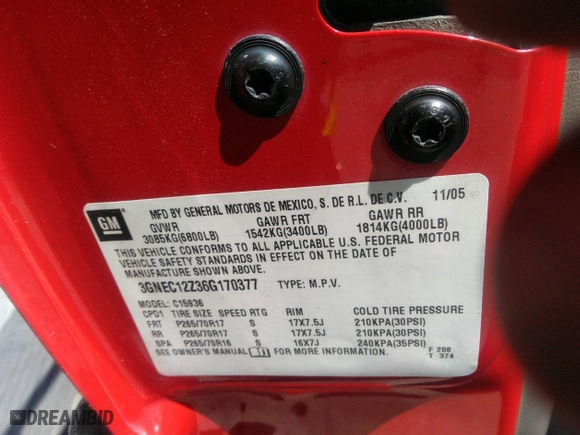 GM
MFD BY GENERAL MOTORS DE MEXICO, S. DE R.L. DE C.V. 11/05
GVWR GAWR FRT GAWR RR
3085KG(6800LB) 1542KG(3400LB) 1814KG(4000LB)
THIS VEHICLE CONFORMS TO ALL APPLICABLE U.S. FEDERAL MOTOR
VEHICLE SAFETY STANDARDS IN EFFECT ON THE DATE OF
MANUFACTURE SHOWN ABOVE.
3GNEC12Z36G170377 TYPE: M.P.V.
MODEL: C15936
CPD1 TIRE SIZE SPEED RTG RIM COLD TIRE PRESSURE
FRT P265/70R17 S 17X7.5J 210KPA(30PSI)
RR P265/70R17 S 17X7.5J 210KPA(30PSI)
SPA P265/70R16 S 16X7J 240KPA(35PSI)
SEE OWNER'S MANUAL FOR MORE INFORMATION. F 208
T 374
DREAMBID